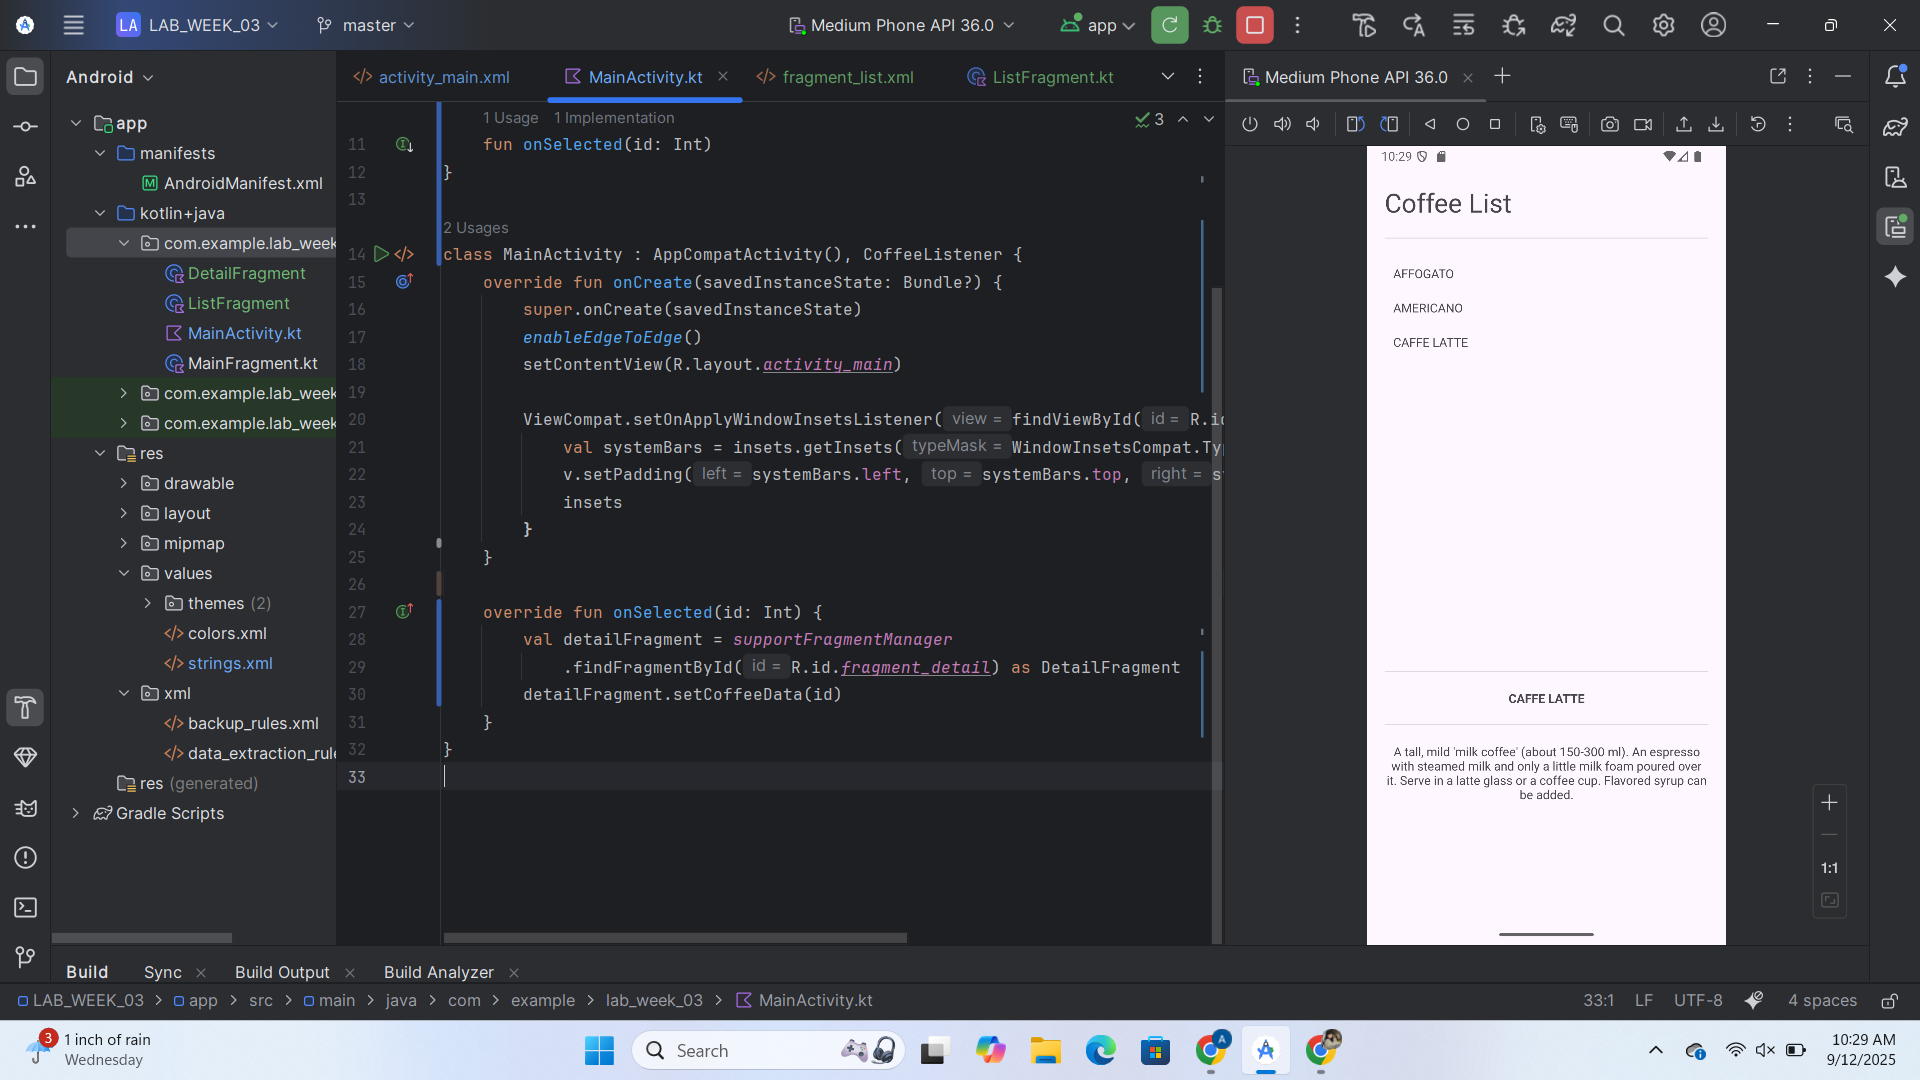 LA LAB_WEEK_03 master Medium Phone API 36.0 app
Android
activity_main.xml MainActivity.kt fragment_list.xml ListFragment.kt
Medium Phone API 36.0
app
manifests
AndroidManifest.xml
kotlin+java
com.example.lab_week
DetailFragment
ListFragment
MainActivity.kt
MainFragment.kt
com.example.lab_week
com.example.lab_week
res
drawable
layout
mipmap
values
themes (2)
colors.xml
strings.xml
xml
backup_rules.xml
data_extraction_rul
res (generated)
Gradle Scripts
1 Usage 1 Implementation
3
11 fun onSelected(id: Int)
12 }
13
2 Usages
14 class MainActivity : AppCompatActivity(), CoffeeListener {
15 override fun onCreate(savedInstanceState: Bundle?) {
16 super.onCreate(savedInstanceState)
17 enableEdgeToEdge()
18 setContentView(R.layout.activity_main)
19
20 ViewCompat.setOnApplyWindowInsetsListener( view = findViewById( id = R.id
21 val systemBars = insets.getInsets( typeMask = WindowInsetsCompat.Ty
22 v.setPadding( left = systemBars.left, top = systemBars.top, right = s
23 insets
24 }
25 }
26
27 override fun onSelected(id: Int) {
28 val detailFragment = supportFragmentManager
29 .findFragmentById( id = R.id.fragment_detail) as DetailFragment
30 detailFragment.setCoffeeData(id)
31 }
32 }
33
10:29
Coffee List
AFFOGATO
AMERICANO
CAFFE LATTE
CAFFE LATTE
A tall, mild 'milk coffee' (about 150-300 ml). An espresso
with steamed milk and only a little milk foam poured over
it. Serve in a latte glass or a coffee cup. Flavored syrup can
be added.
1:1
Build Sync Build Output Build Analyzer
LAB_WEEK_03 > app > src > main > java > com > example > lab_week_03 > MainActivity.kt
33:1 LF UTF-8 4 spaces
3
1 inch of rain
Wednesday
Search
A
10:29 AM
9/12/2025